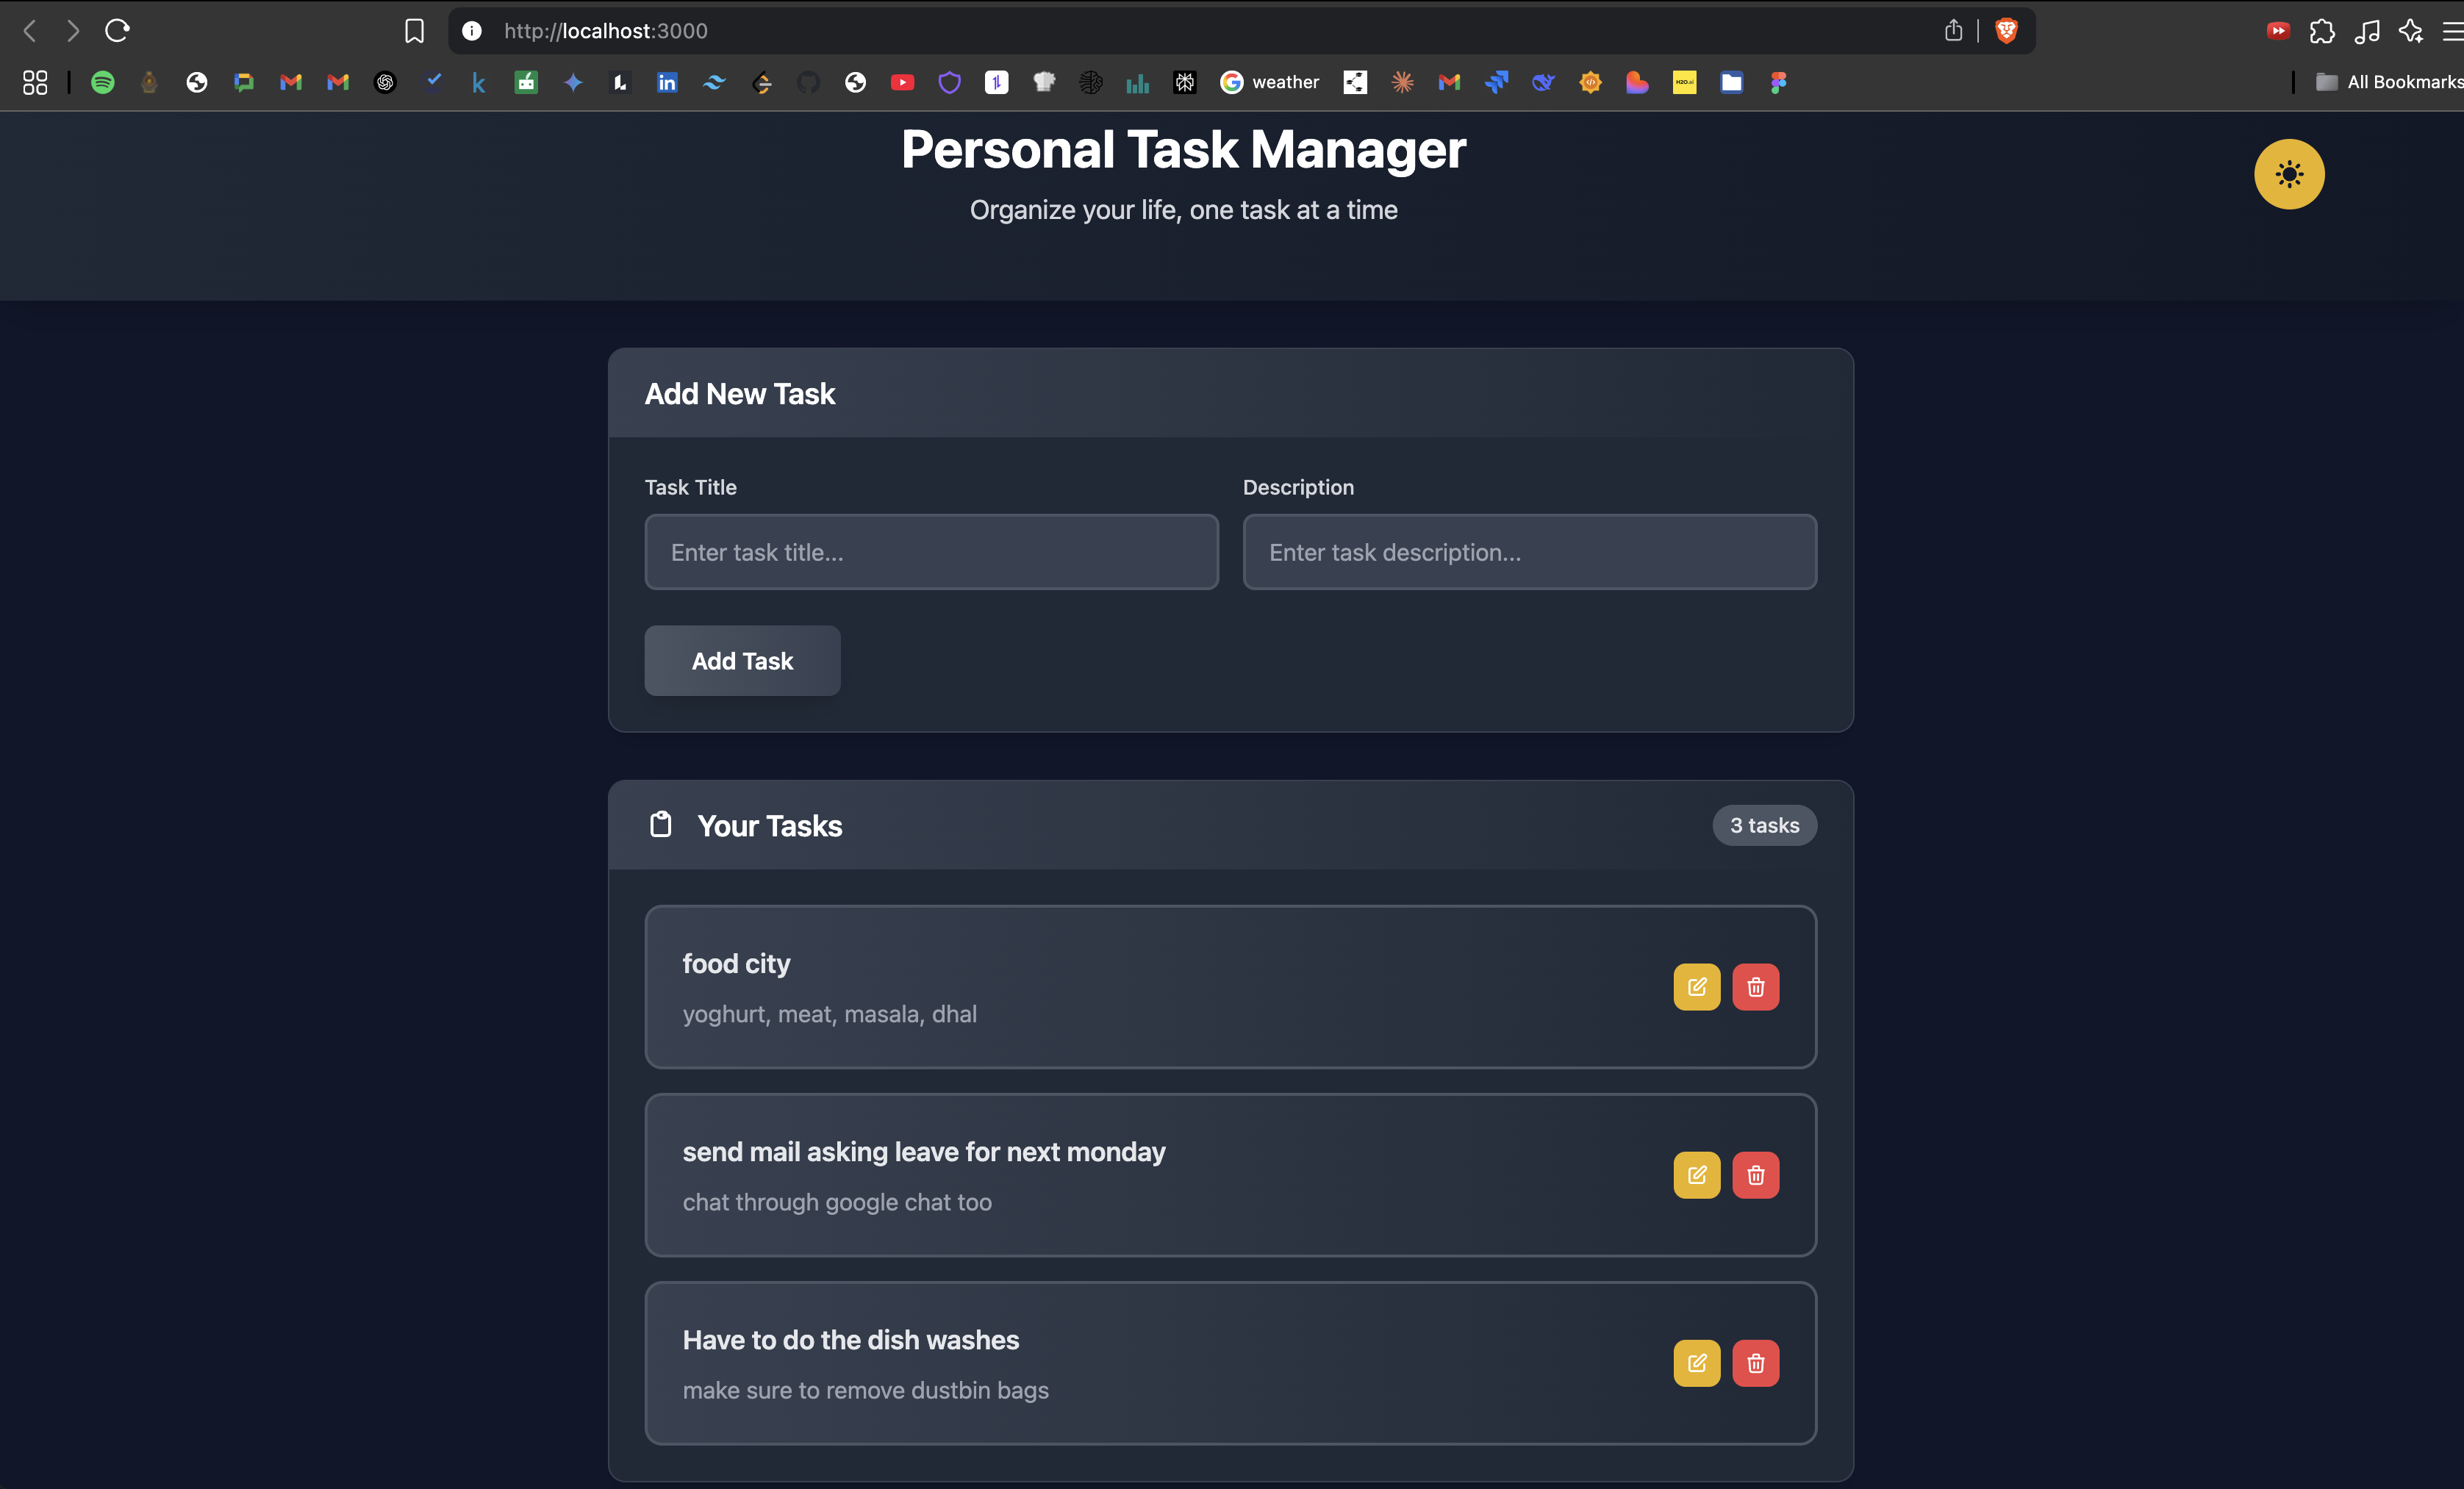 http://localhost:3000
weather
All Bookmarks
Personal Task Manager
Organize your life, one task at a time
Add New Task
Task Title
Description
Enter task title...
Enter task description...
Add Task
Your Tasks
3 tasks
food city
yoghurt, meat, masala, dhal
send mail asking leave for next monday
chat through google chat too
Have to do the dish washes
make sure to remove dustbin bags